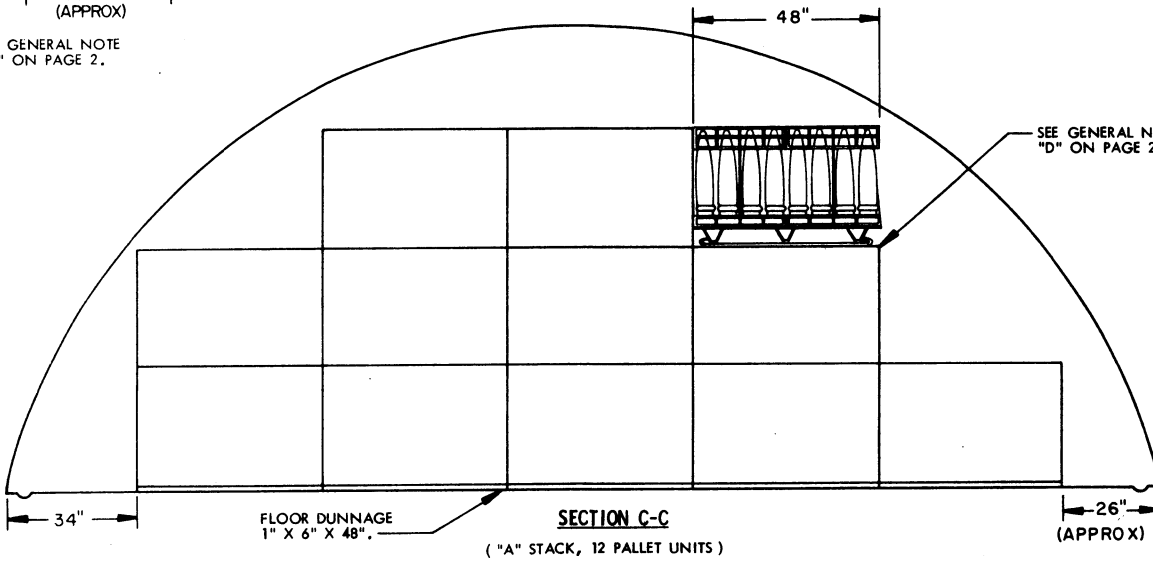 (APPROX)
GENERAL NOTE
" ON PAGE 2.
48"
SEE GENERAL N
"D" ON PAGE 2
34"
FLOOR DUNNAGE
1" X 6" X 48".
SECTION C-C
( "A" STACK, 12 PALLET UNITS )
26"
(APPROX)